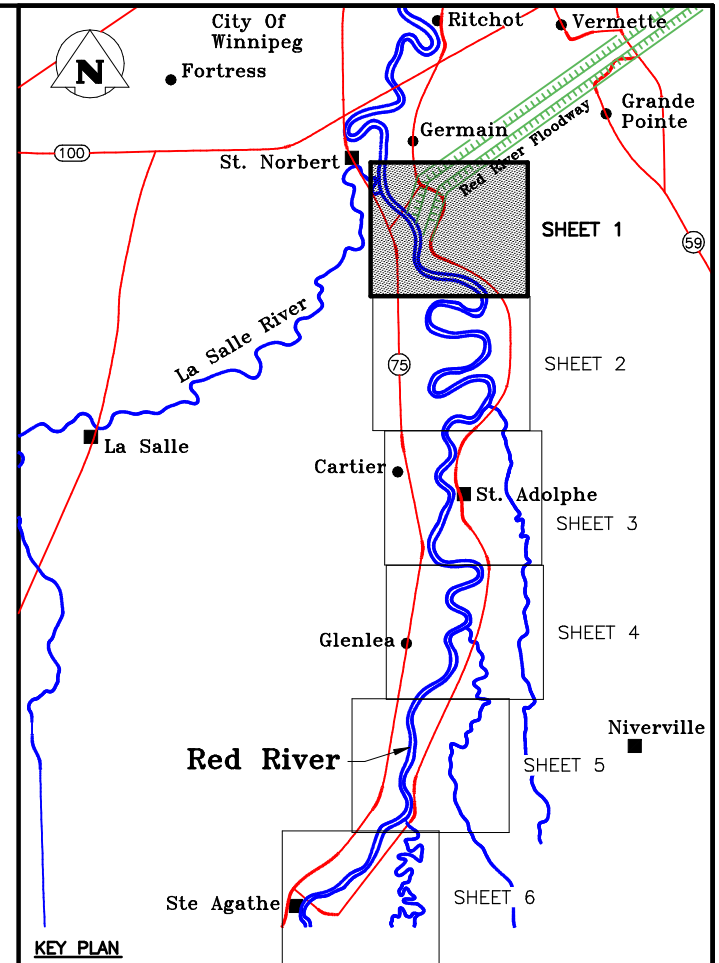 City Of
Winnipeg
Ritchot
Vermette
N
Fortress
Grande
Pointe
Germain
100
St. Norbert
Red River Floodway
SHEET 1
59
La Salle River
75
SHEET 2
La Salle
Cartier
St. Adolphe
SHEET 3
Glenlea
SHEET 4
Niverville
Red River
SHEET 5
Ste Agathe
SHEET 6
KEY PLAN